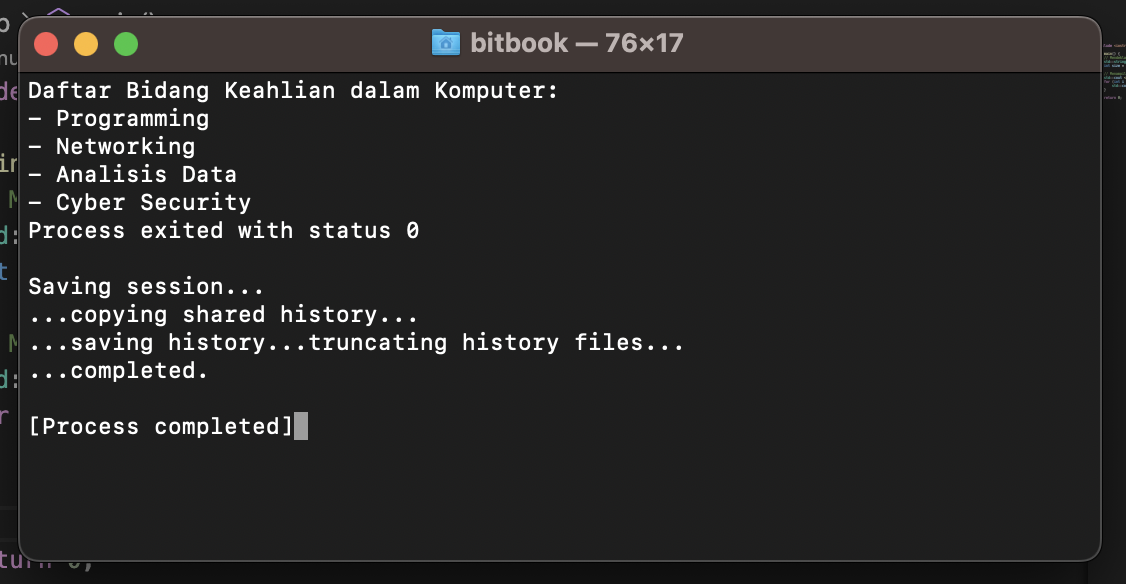 bitbook — 76×17
Daftar Bidang Keahlian dalam Komputer:
– Programming
– Networking
– Analisis Data
– Cyber Security
Process exited with status 0
Saving session...
...copying shared history...
...saving history...truncating history files...
...completed.
[Process completed]